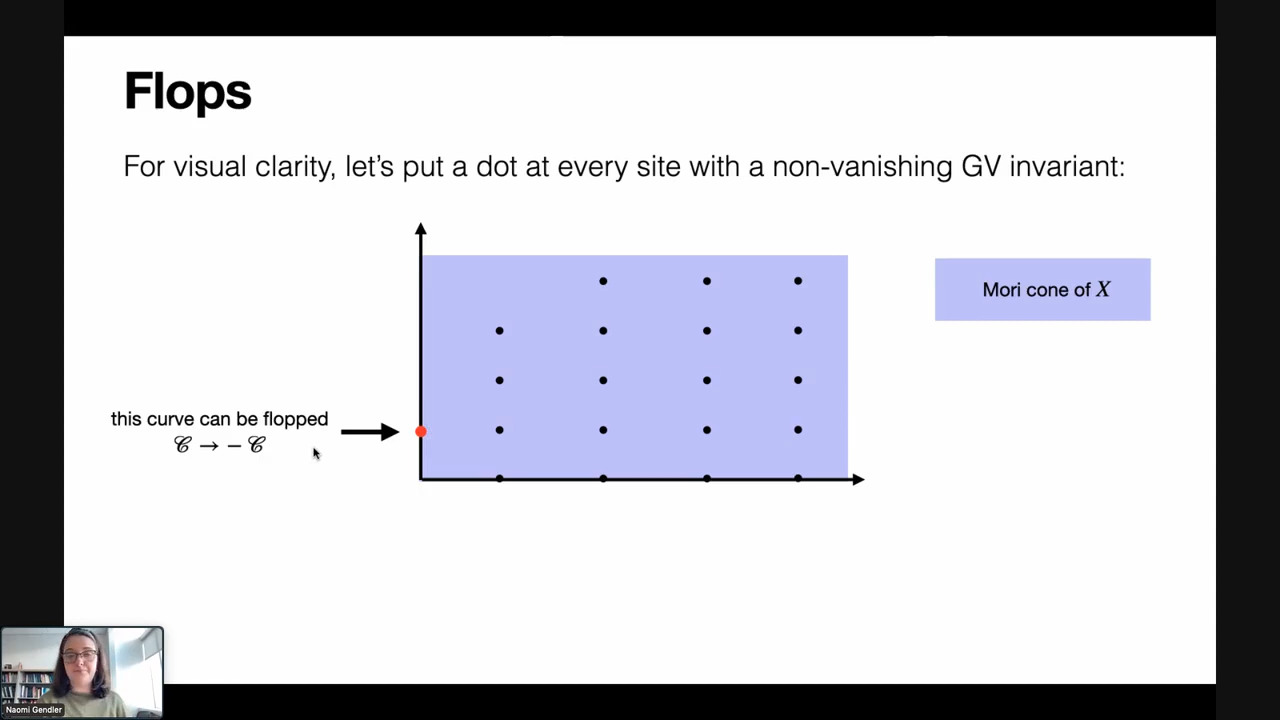 Flops
For visual clarity, let's put a dot at every site with a non-vanishing GV invariant:
Mori cone of X
this curve can be flopped
𝒞 → − 𝒞
Naomi Gendler